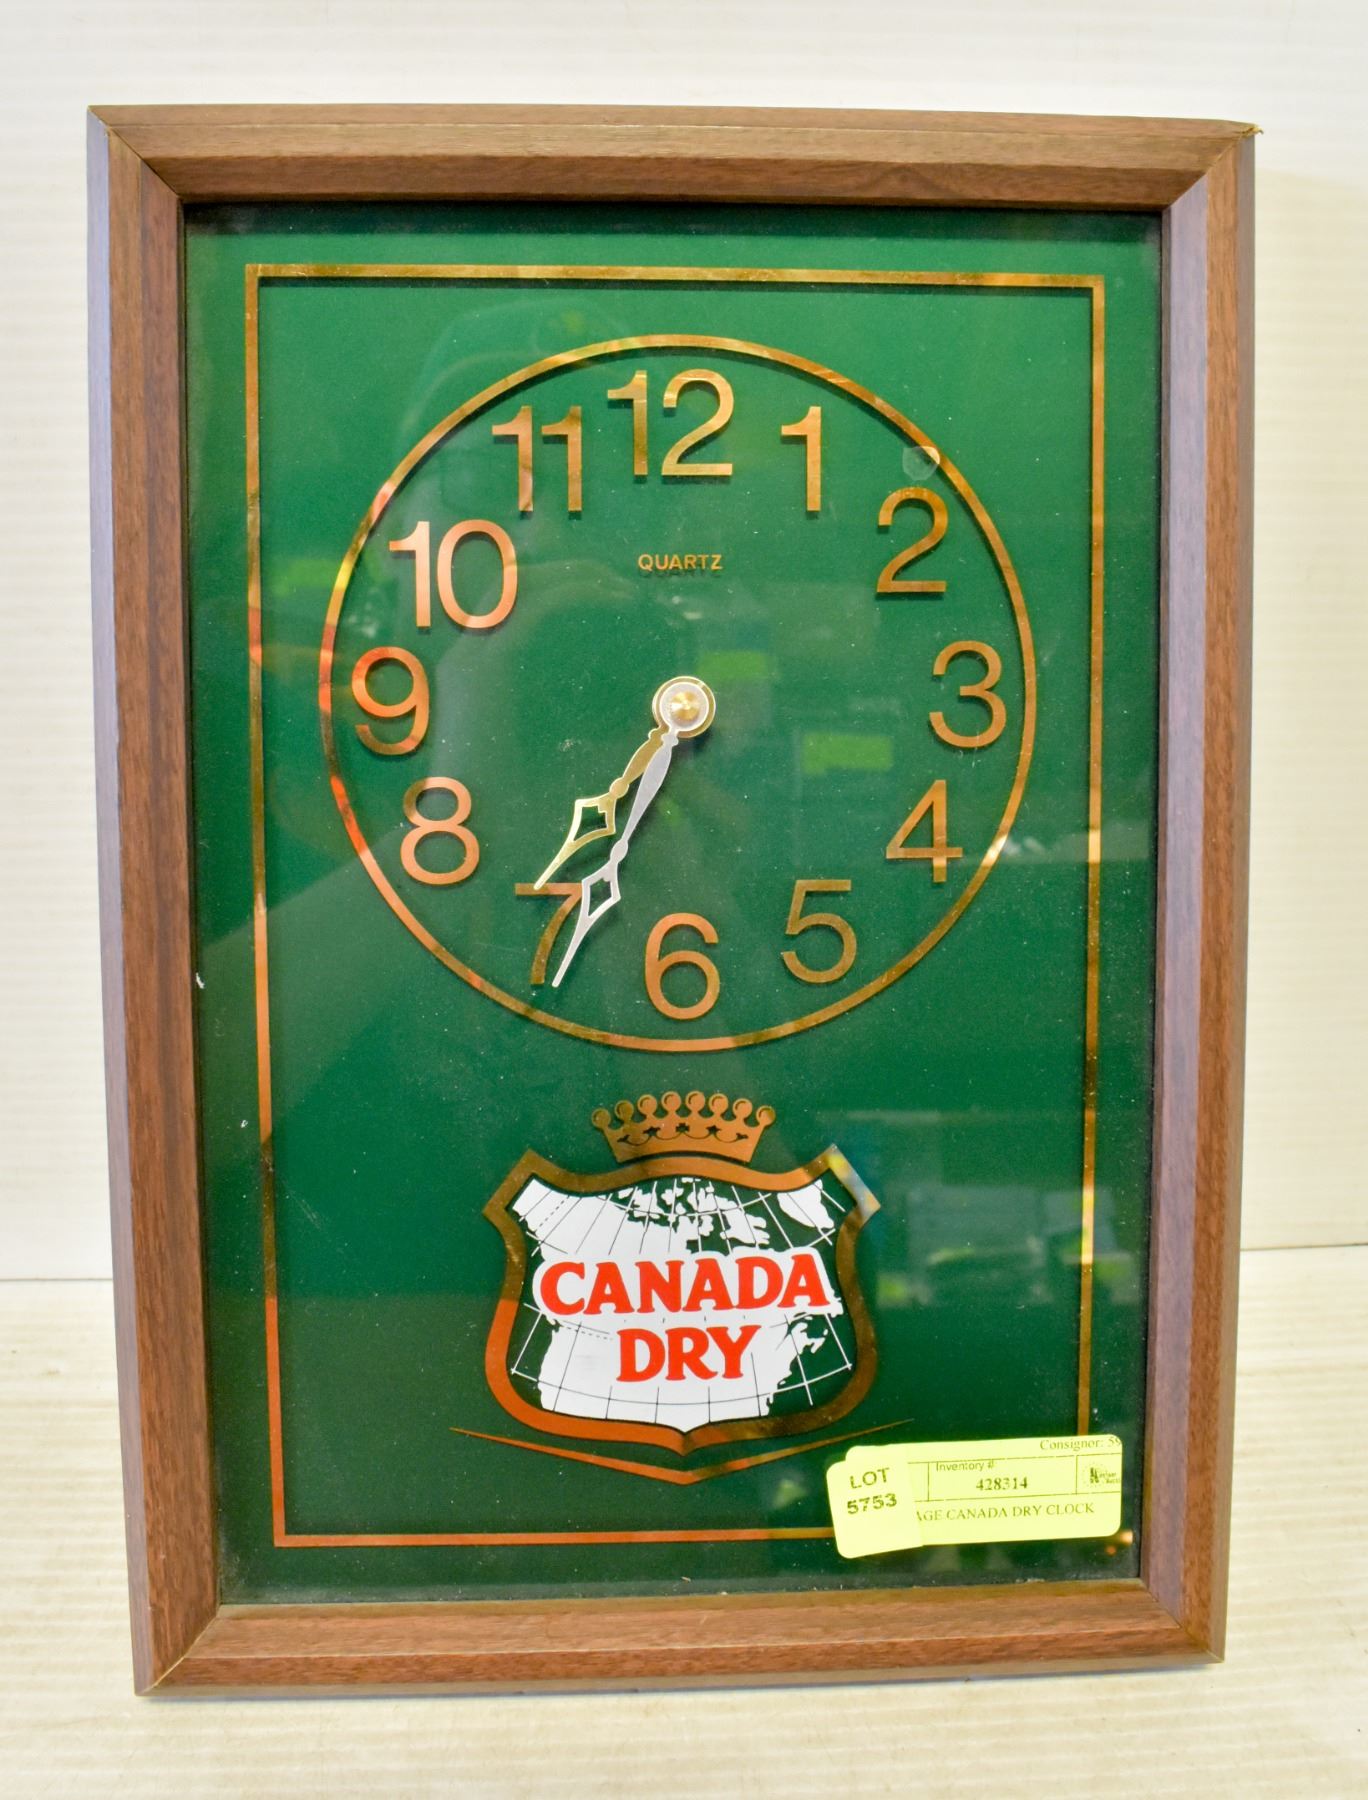 12
11
1
10
2
QUARTZ
9
3
8
4
7
5
6
CANADA
DRY
Consignor: 59
LOT
5753
Inventory #
428314
AGE CANADA DRY CLOCK